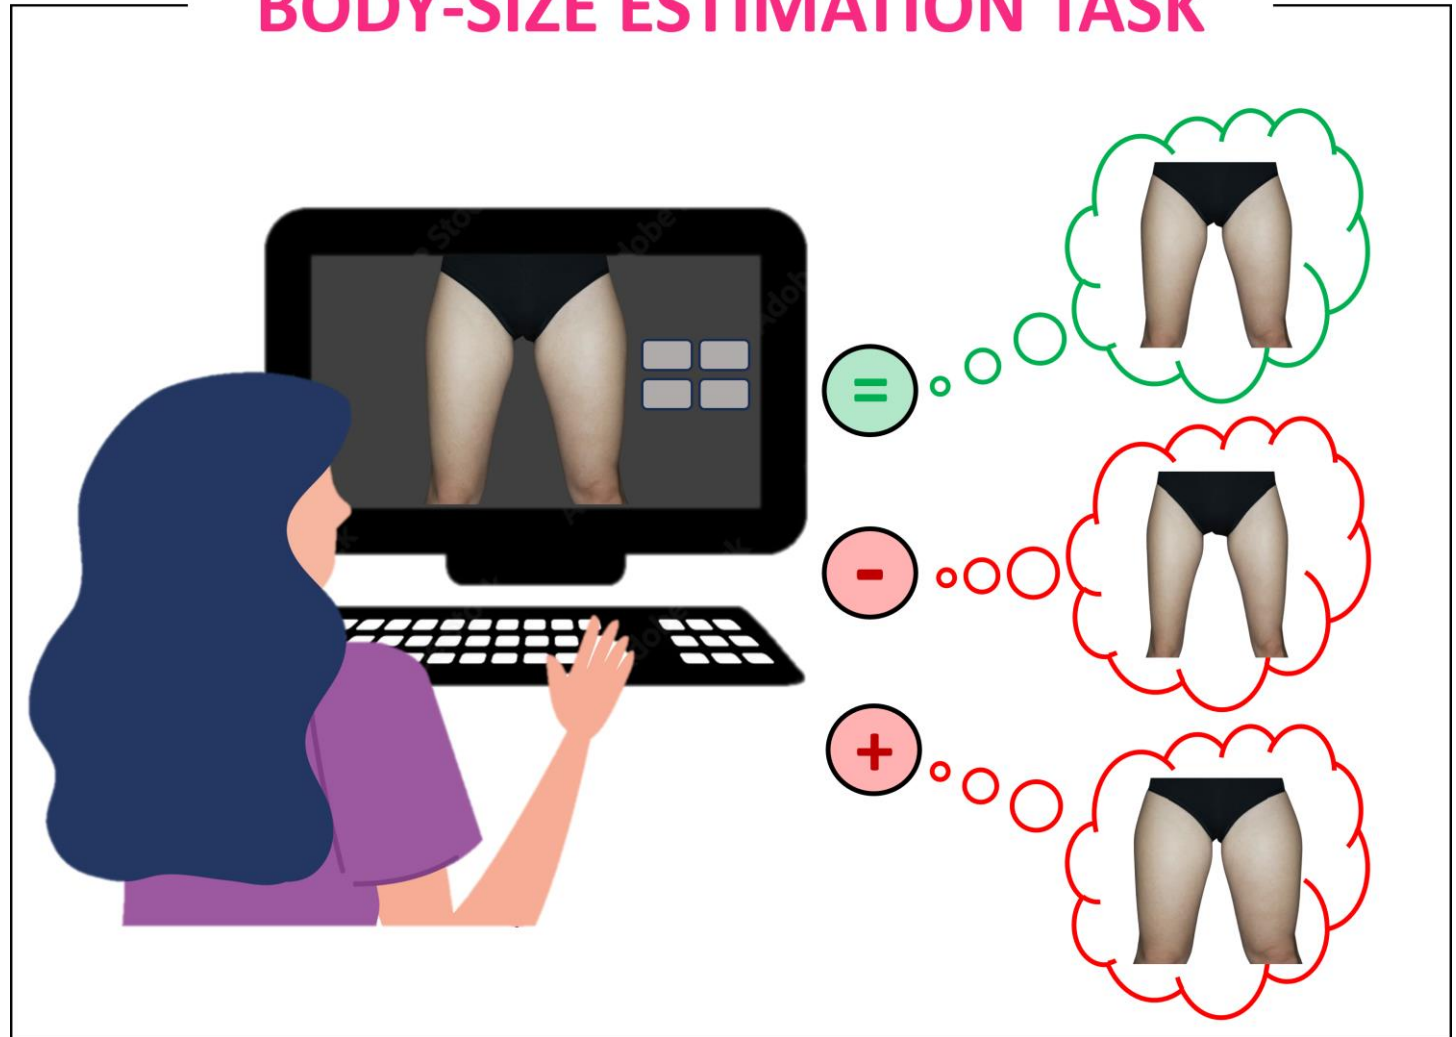 BODY-SIZE ESTIMATION TASK
=
-
+